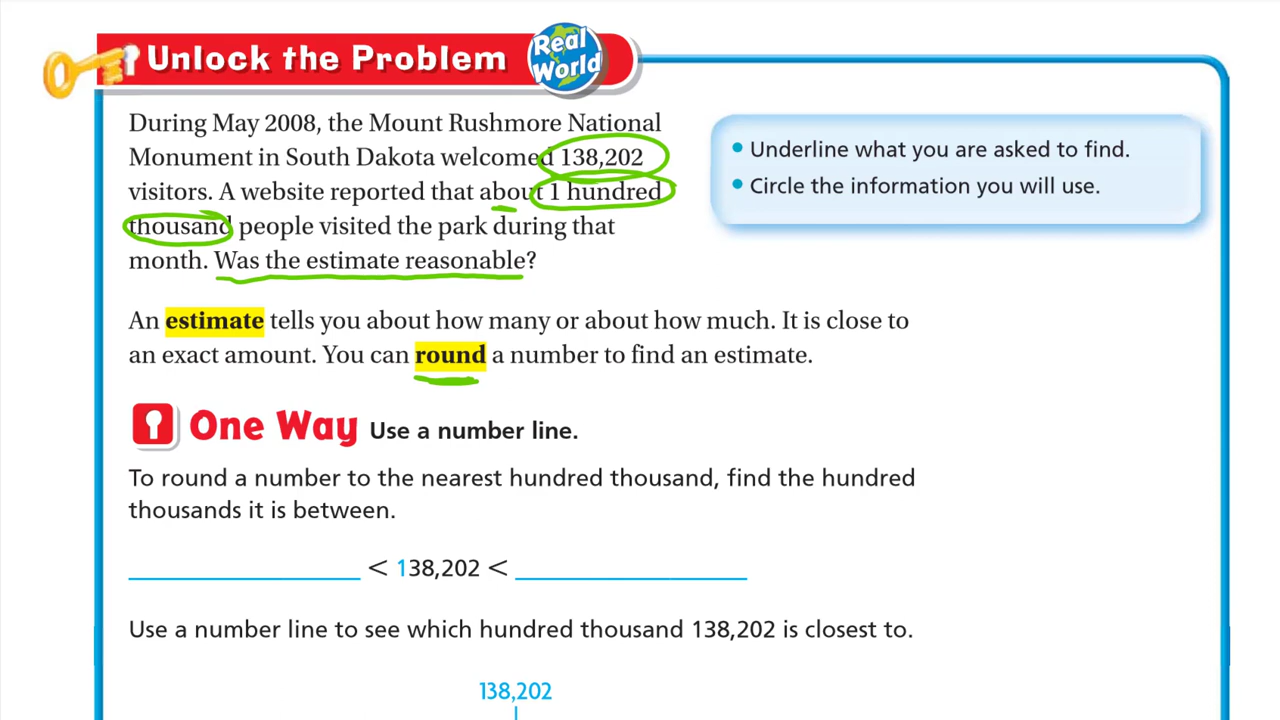 Unlock the Problem
Real
World
During May 2008, the Mount Rushmore National
Monument in South Dakota welcomed 138,202
visitors. A website reported that about 1 hundred
thousand people visited the park during that
month. Was the estimate reasonable?
• Underline what you are asked to find.
• Circle the information you will use.
An estimate tells you about how many or about how much. It is close to
an exact amount. You can round a number to find an estimate.
One Way Use a number line.
To round a number to the nearest hundred thousand, find the hundred
thousands it is between.
____________ < 138,202 < ____________
Use a number line to see which hundred thousand 138,202 is closest to.
138,202